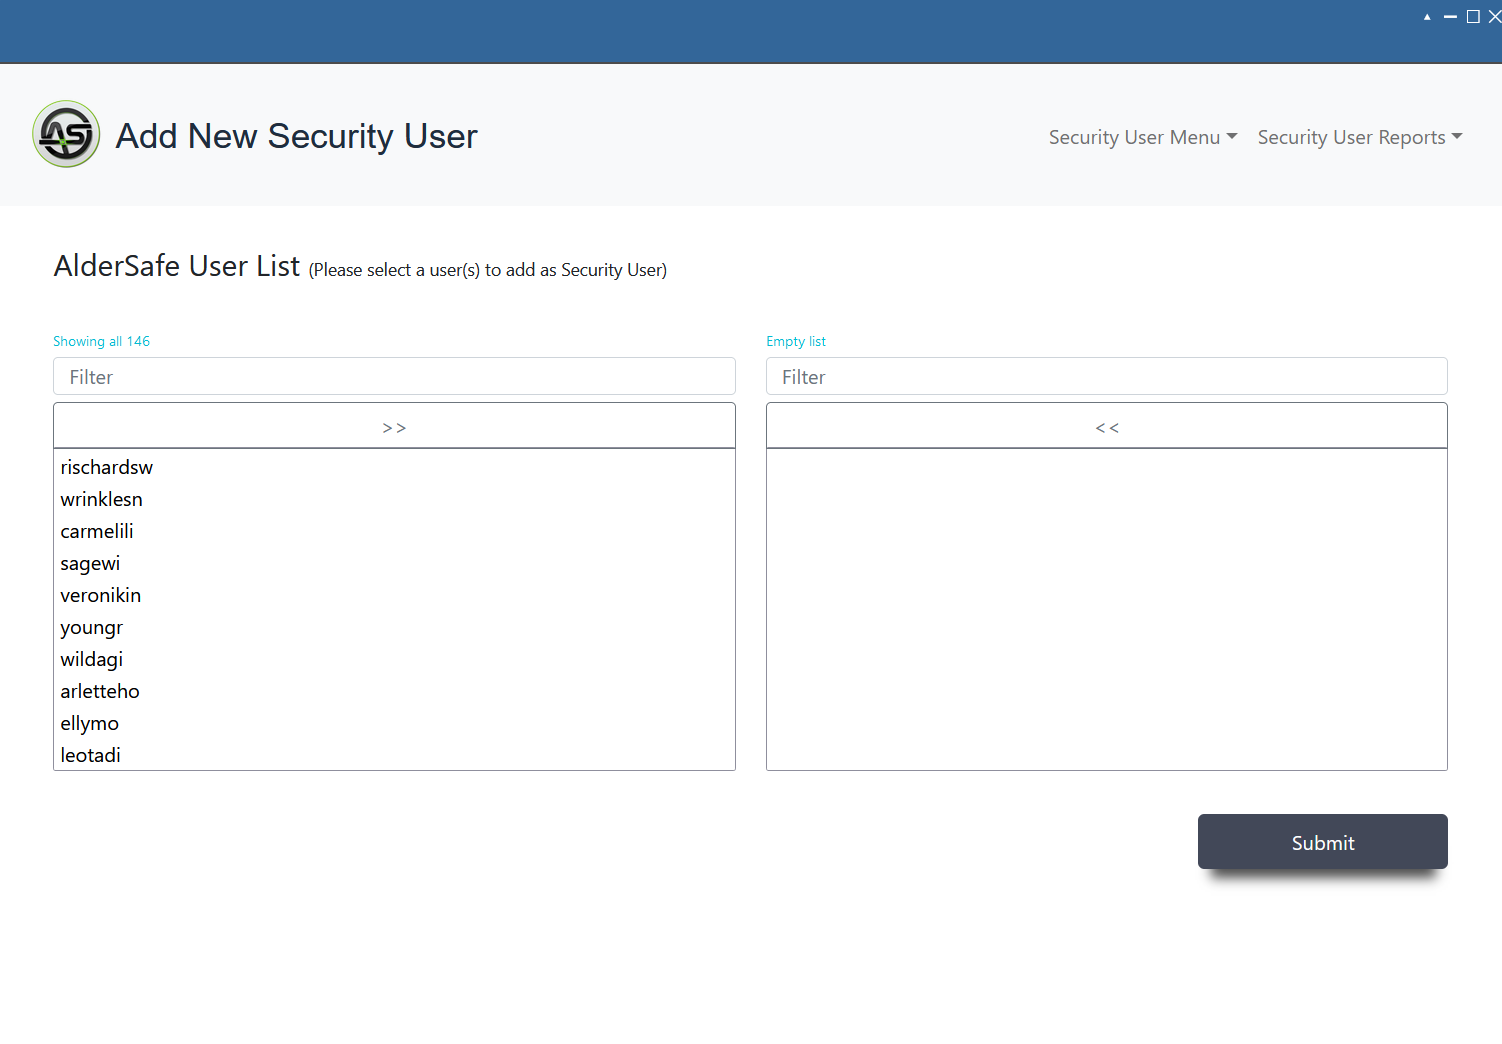 AS
Add New Security User
Security User Menu
Security User Reports
AlderSafe User List (Please select a user(s) to add as Security User)
Showing all 146
Filter
>>
rischardsw
wrinklesn
carmelili
sagewi
veronikin
youngr
wildagi
arletteho
ellymo
leotadi
Empty list
Filter
<<
Submit